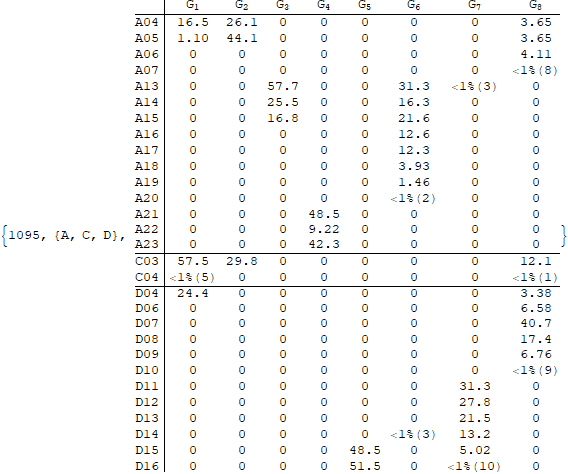 G₁ G₂ G₃ G₄ G₅ G₆ G₇ G₈
A04 16.5 26.1 0 0 0 0 0 3.65
A05 1.10 44.1 0 0 0 0 0 3.65
A06 0 0 0 0 0 0 0 4.11
A07 0 0 0 0 0 0 0 <1%(8)
A13 0 0 57.7 0 0 31.3 <1%(3) 0
A14 0 0 25.5 0 0 16.3 0 0
A15 0 0 16.8 0 0 21.6 0 0
A16 0 0 0 0 0 12.6 0 0
A17 0 0 0 0 0 12.3 0 0
A18 0 0 0 0 0 3.93 0 0
A19 0 0 0 0 0 1.46 0 0
A20 0 0 0 0 0 <1%(2) 0 0
A21 0 0 0 48.5 0 0 0 0
A22 0 0 0 9.22 0 0 0 0
{1095, {A, C, D}, }
A23 0 0 0 42.3 0 0 0 0
C03 57.5 29.8 0 0 0 0 0 12.1
C04 <1%(5) 0 0 0 0 0 0 <1%(1)
D04 24.4 0 0 0 0 0 0 3.38
D06 0 0 0 0 0 0 0 6.58
D07 0 0 0 0 0 0 0 40.7
D08 0 0 0 0 0 0 0 17.4
D09 0 0 0 0 0 0 0 6.76
D10 0 0 0 0 0 0 0 <1%(9)
D11 0 0 0 0 0 0 31.3 0
D12 0 0 0 0 0 0 27.8 0
D13 0 0 0 0 0 0 21.5 0
D14 0 0 0 0 0 <1%(3) 13.2 0
D15 0 0 0 0 48.5 0 5.02 0
D16 0 0 0 0 51.5 0 <1%(10) 0